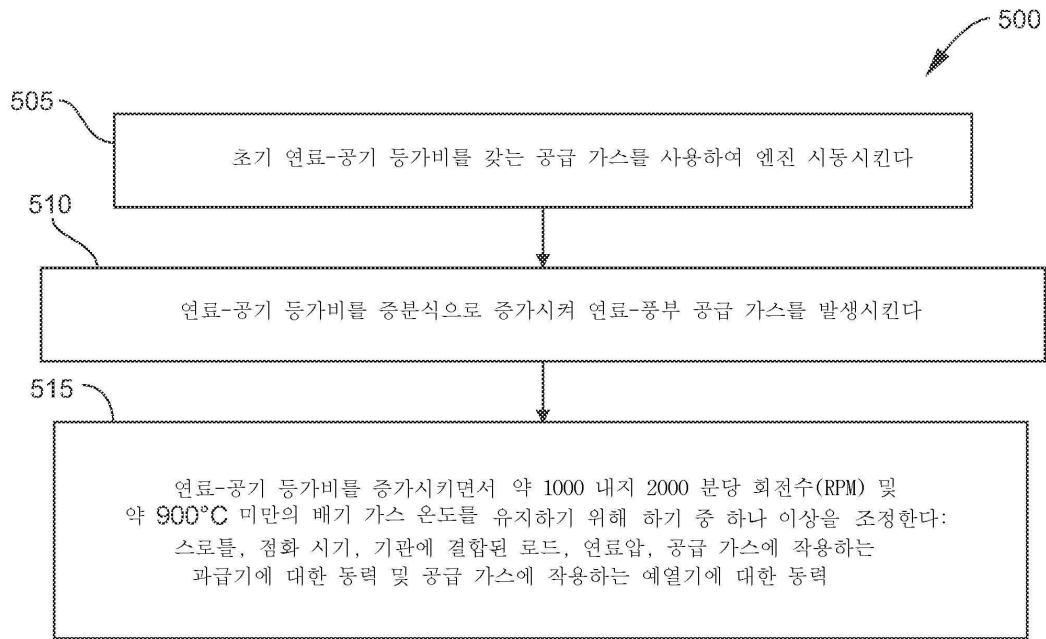 500
505
초기 연료-공기 등가비를 갖는 공급 가스를 사용하여 엔진 시동시킨다
510
연료-공기 등가비를 증분식으로 증가시켜 연료-풍부 공급 가스를 발생시킨다
515
연료-공기 등가비를 증가시키면서 약 1000 내지 2000 분당 회전수(RPM) 및
약 900°C 미만의 배기 가스 온도를 유지하기 위해 하기 중 하나 이상을 조정한다:
스로틀, 점화 시기, 기관에 결합된 로드, 연료압, 공급 가스에 작용하는
과급기에 대한 동력 및 공급 가스에 작용하는 예열기에 대한 동력